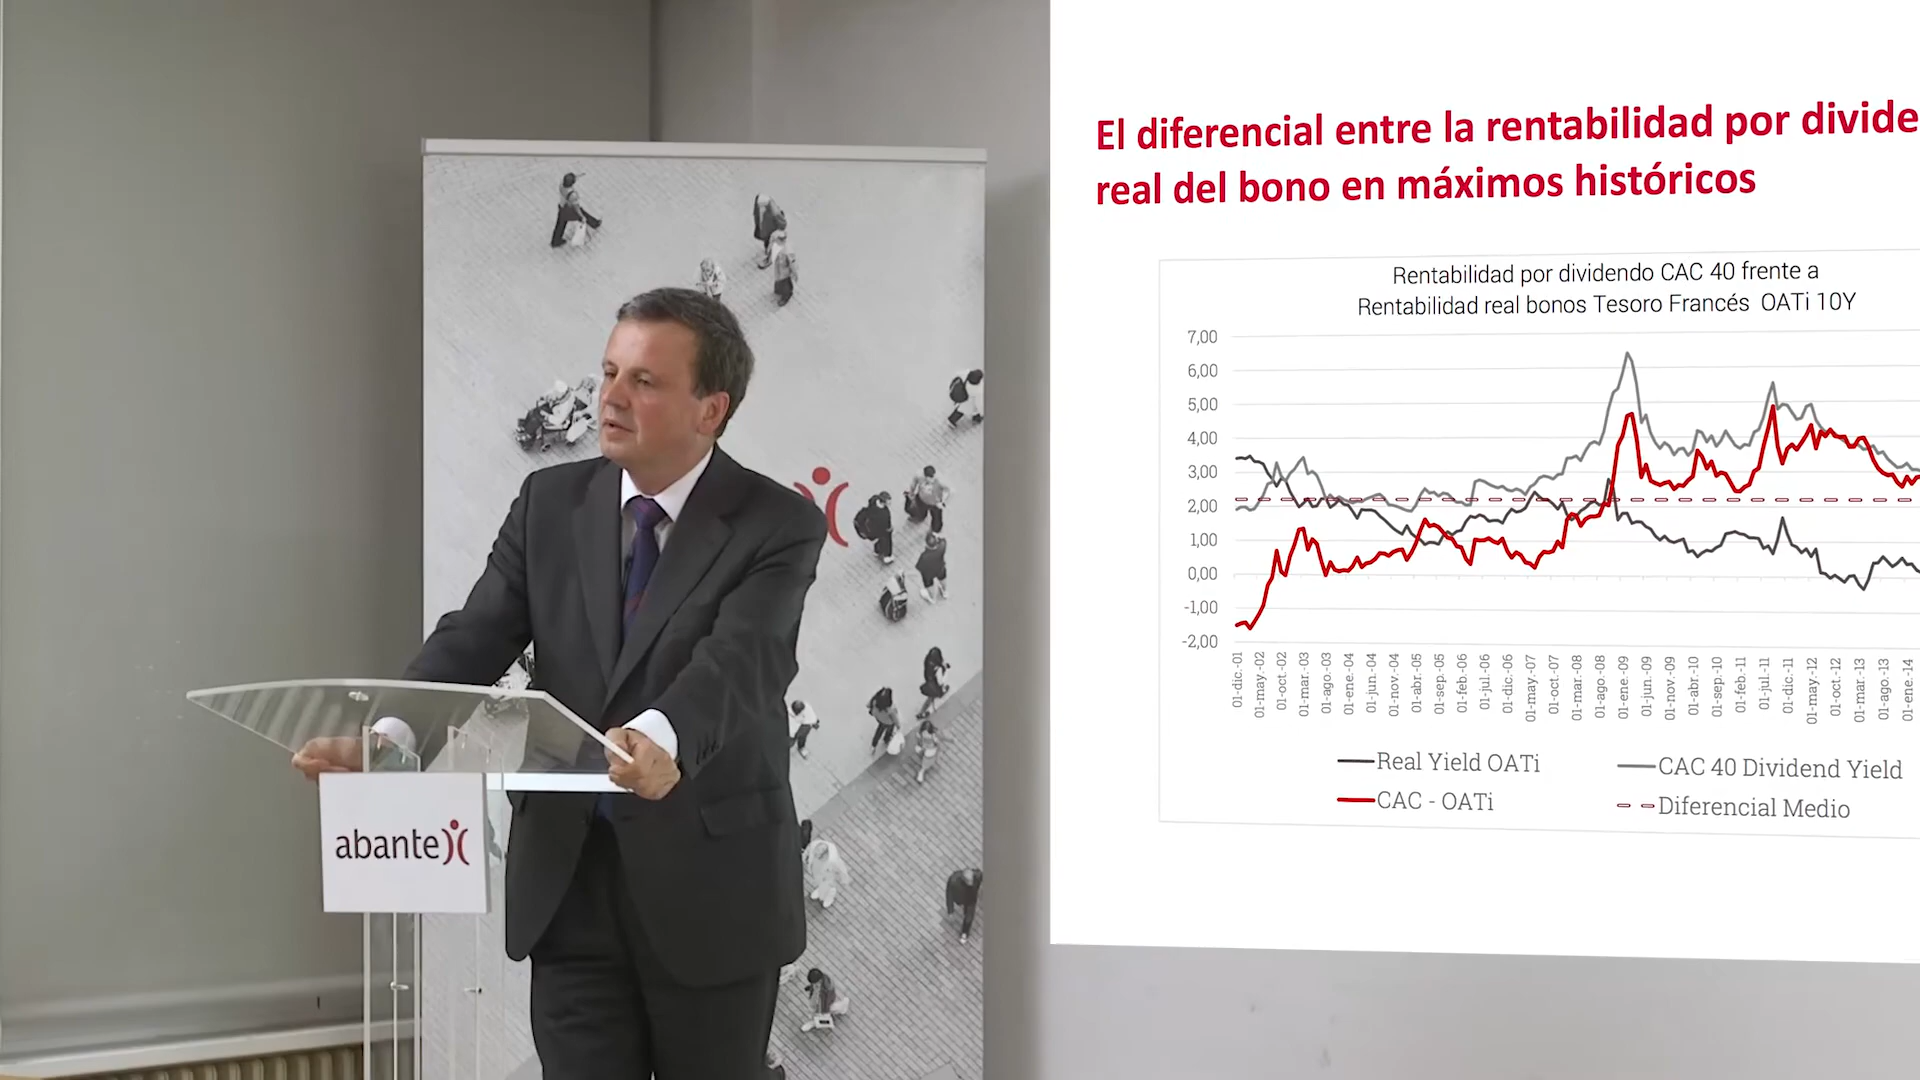 El diferencial entre la rentabilidad por divide
real del bono en máximos históricos
Rentabilidad por dividendo CAC 40 frente a
Rentabilidad real bonos Tesoro Francés OATi 10Y
7,00
6,00
5,00
4,00
3,00
2,00
1,00
0,00
-1,00
-2,00
01-dic.-01
01-may.-02
01-oct.-02
01-mar.-03
01-ago.-03
01-ene.-04
01-jun.-04
01-nov.-04
01-abr.-05
01-sep.-05
01-feb.-06
01-jul.-06
01-dic.-06
01-may.-07
01-oct.-07
01-mar.-08
01-ago.-08
01-ene.-09
01-jun.-09
01-nov.-09
01-abr.-10
01-sep.-10
01-feb.-11
01-jul.-11
01-dic.-11
01-may.-12
01-oct.-12
01-mar.-13
01-ago.-13
01-ene.-14
Real Yield OATi
CAC 40 Dividend Yield
CAC - OATi
Diferencial Medio
abante